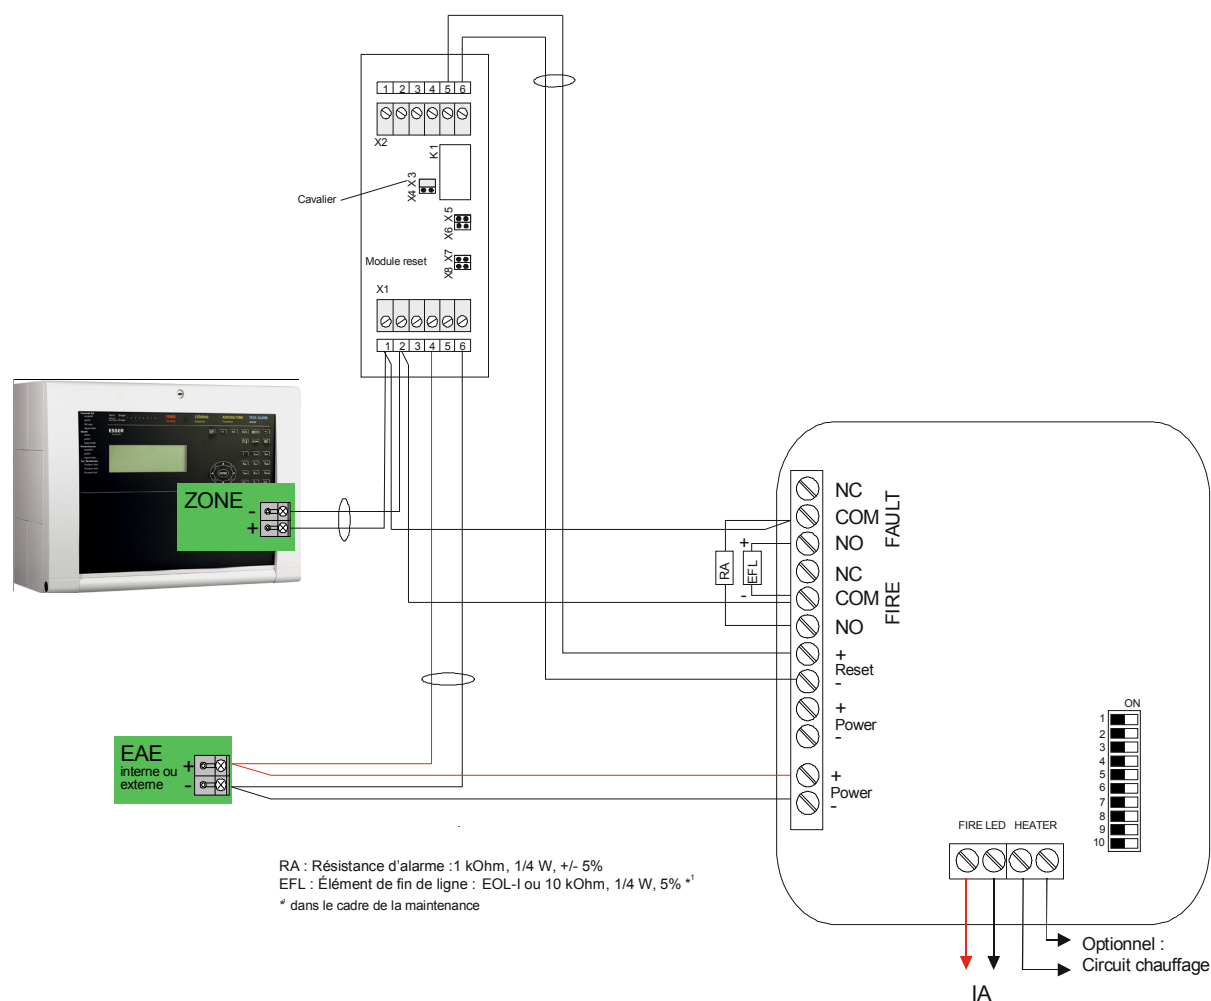 1 2 3 4 5 6
X2
K1
X4 X3
Cavalier
X6 X5
X8 X7
Module reset
X1
1 2 3 4 5 6
ESSER
ZONE
-
+
NC
COM
NO
FAULT
NC
COM
NO
FIRE
+
Reset
-
+
Power
-
+
Power
-
RA
+
EFL
-
EAE
interne ou
externe
+
-
ON
1
2
3
4
5
6
7
8
9
10
FIRE LED HEATER
RA : Résistance d'alarme :1 kOhm, 1/4 W, +/- 5%
EFL : Élément de fin de ligne : EOL-I ou 10 kOhm, 1/4 W, 5% *¹
*¹ dans le cadre de la maintenance
Optionnel :
Circuit chauffage
IA